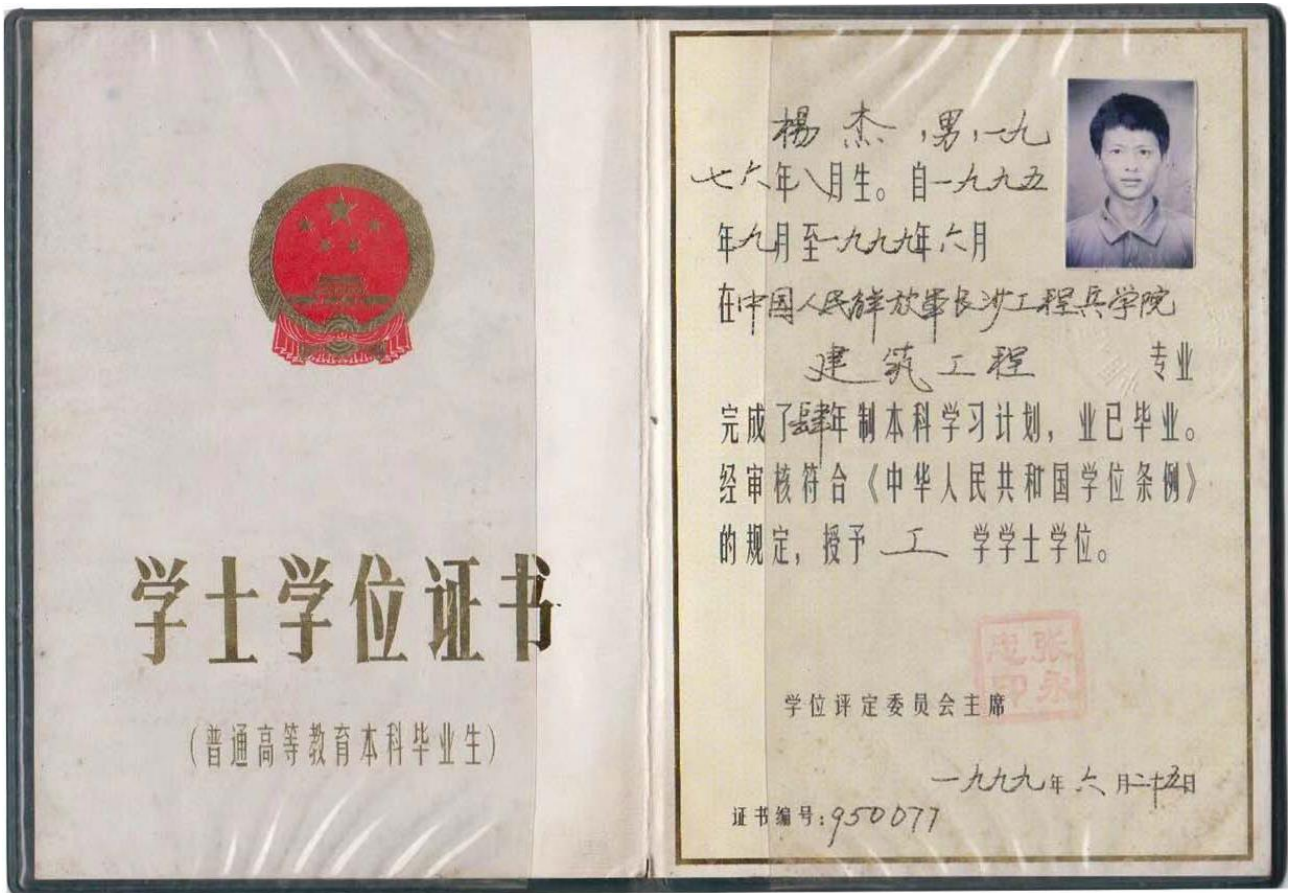 学士学位证书
(普通高等教育本科毕业生)
楊杰,男,一九
七六年八月生。自一九九五
年九月至一九九九年六月
在中国人民解放军长沙工程兵学院
建筑工程 专业
完成了肆年制本科学习计划,业已毕业。
经审核符合《中华人民共和国学位条例》
的规定,授予 工 学学士学位。
张永
印
学位评定委员会主席
一九九九年六月二十五日
证书编号:950077